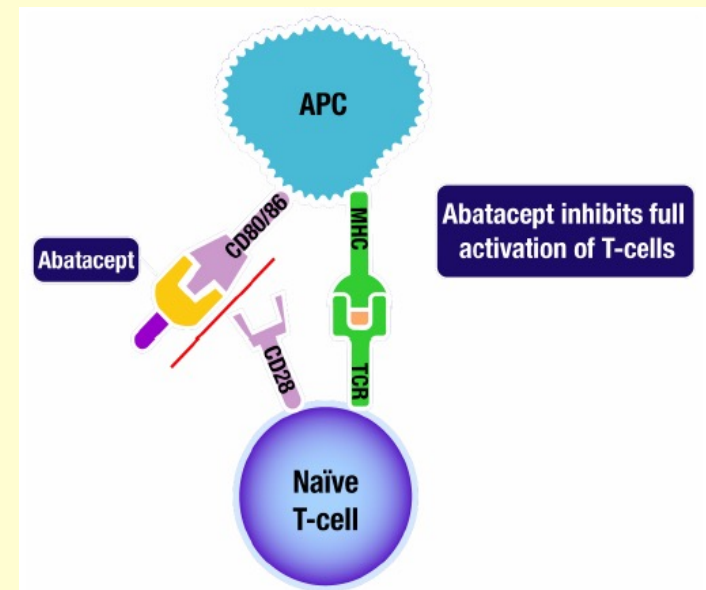 APC
CD80/86
MHC
Abatacept inhibits full
activation of T-cells
Abatacept
CD28
TCR
Naïve
T-cell